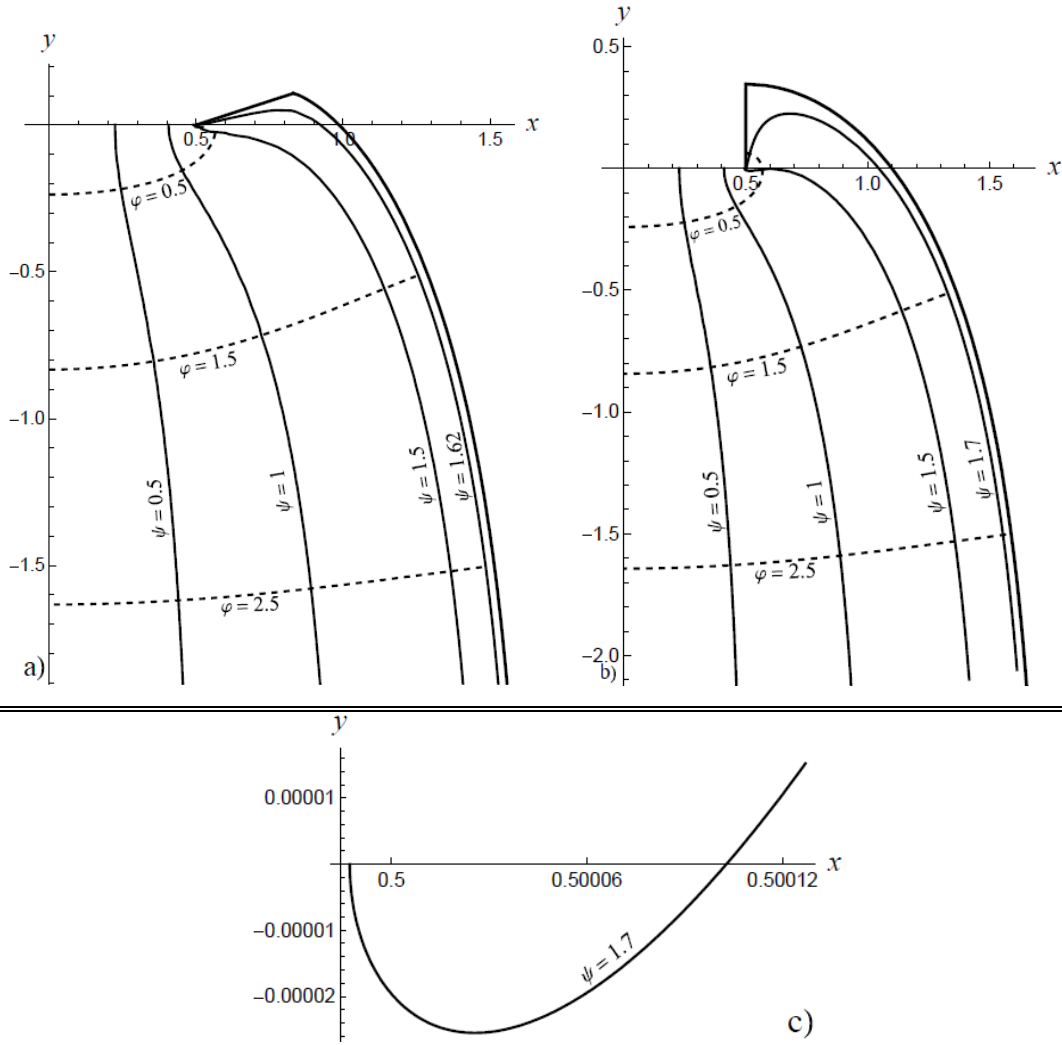 y
x
0.5
1.0
1.5
−0.5
−1.0
−1.5
φ = 0.5
φ = 1.5
φ = 2.5
ψ = 0.5
ψ = 1
ψ = 1.5
ψ = 1.62
a)
y
0.5
x
0.5
1.0
1.5
−0.5
−1.0
−1.5
−2.0
φ = 0.5
φ = 1.5
φ = 2.5
ψ = 0.5
ψ = 1
ψ = 1.5
ψ = 1.7
b)
y
0.00001
x
0.5
0.50006
0.50012
−0.00001
−0.00002
ψ = 1.7
c)